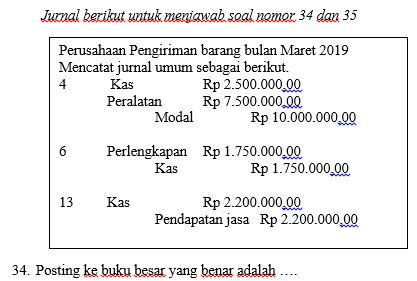 Jurnal berikut untuk menjawab soal nomor 34 dan 35
Perusahaan Pengiriman barang bulan Maret 2019
Mencatat jurnal umum sebagai berikut.
4 Kas Rp 2.500.000,00
Peralatan Rp 7.500.000,00
Modal Rp 10.000.000,00
6 Perlengkapan Rp 1.750.000,00
Kas Rp 1.750.000,00
13 Kas Rp 2.200.000,00
Pendapatan jasa Rp 2.200.000,00
34. Posting ke buku besar yang benar adalah ….